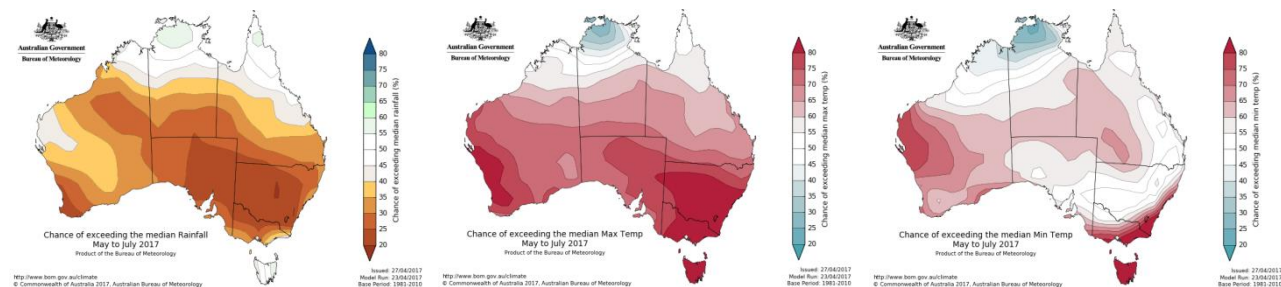 Australian Government
Bureau of Meteorology
80
75
70
65
60
55
50
45
40
35
30
25
20
Chance of exceeding median rainfall (%)
Chance of exceeding the median Rainfall
May to July 2017
Product of the Bureau of Meteorology
http://www.bom.gov.au/climate
© Commonwealth of Australia 2017, Australian Bureau of Meteorology
Issued: 27/04/2017
Model Run: 23/04/2017
Base Period: 1981-2010
Australian Government
Bureau of Meteorology
80
75
70
65
60
55
50
45
40
35
30
25
20
Chance of exceeding median max temp (%)
Chance of exceeding the median Max Temp
May to July 2017
Product of the Bureau of Meteorology
http://www.bom.gov.au/climate
© Commonwealth of Australia 2017, Australian Bureau of Meteorology
Issued: 27/04/2017
Model Run: 23/04/2017
Base Period: 1981-2010
Australian Government
Bureau of Meteorology
80
75
70
65
60
55
50
45
40
35
30
25
20
Chance of exceeding median min temp (%)
Chance of exceeding the median Min Temp
May to July 2017
Product of the Bureau of Meteorology
http://www.bom.gov.au/climate
© Commonwealth of Australia 2017, Australian Bureau of Meteorology
Issued: 27/04/2017
Model Run: 23/04/2017
Base Period: 1981-2010